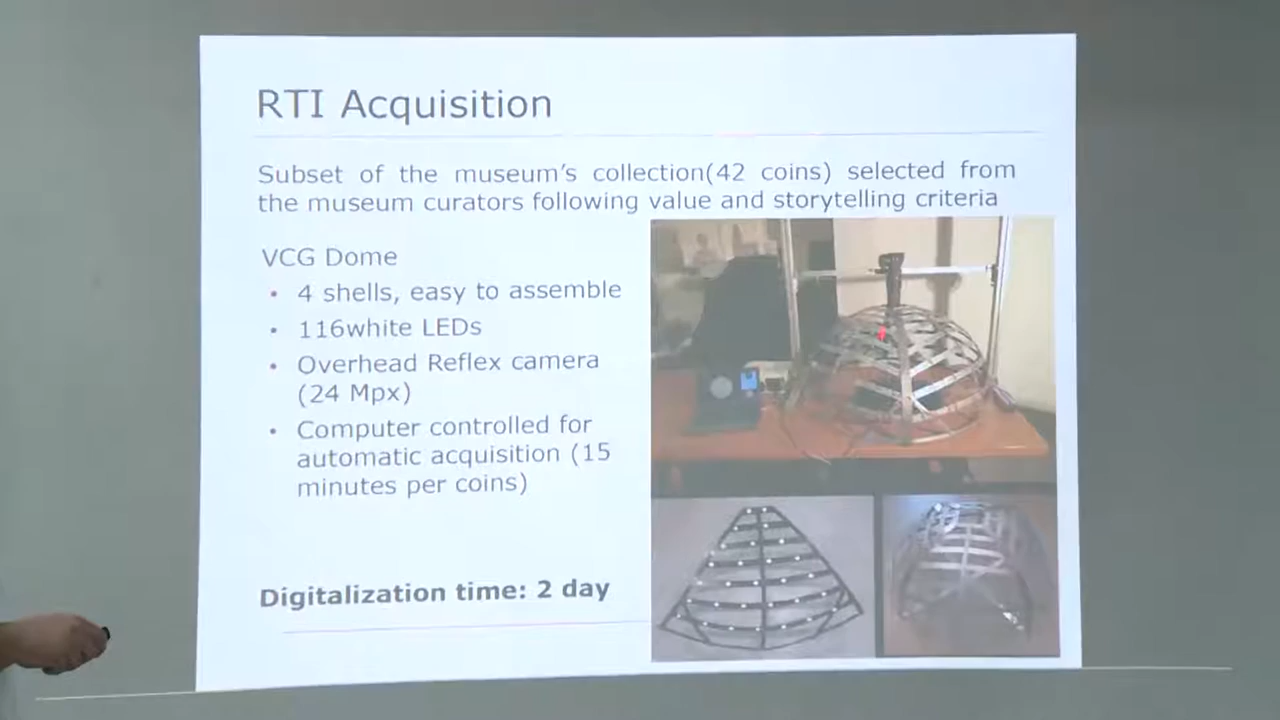 RTI Acquisition
Subset of the museum's collection(42 coins) selected from
the museum curators following value and storytelling criteria
VCG Dome
• 4 shells, easy to assemble
• 116white LEDs
• Overhead Reflex camera
(24 Mpx)
• Computer controlled for
automatic acquisition (15
minutes per coins)
Digitalization time: 2 day